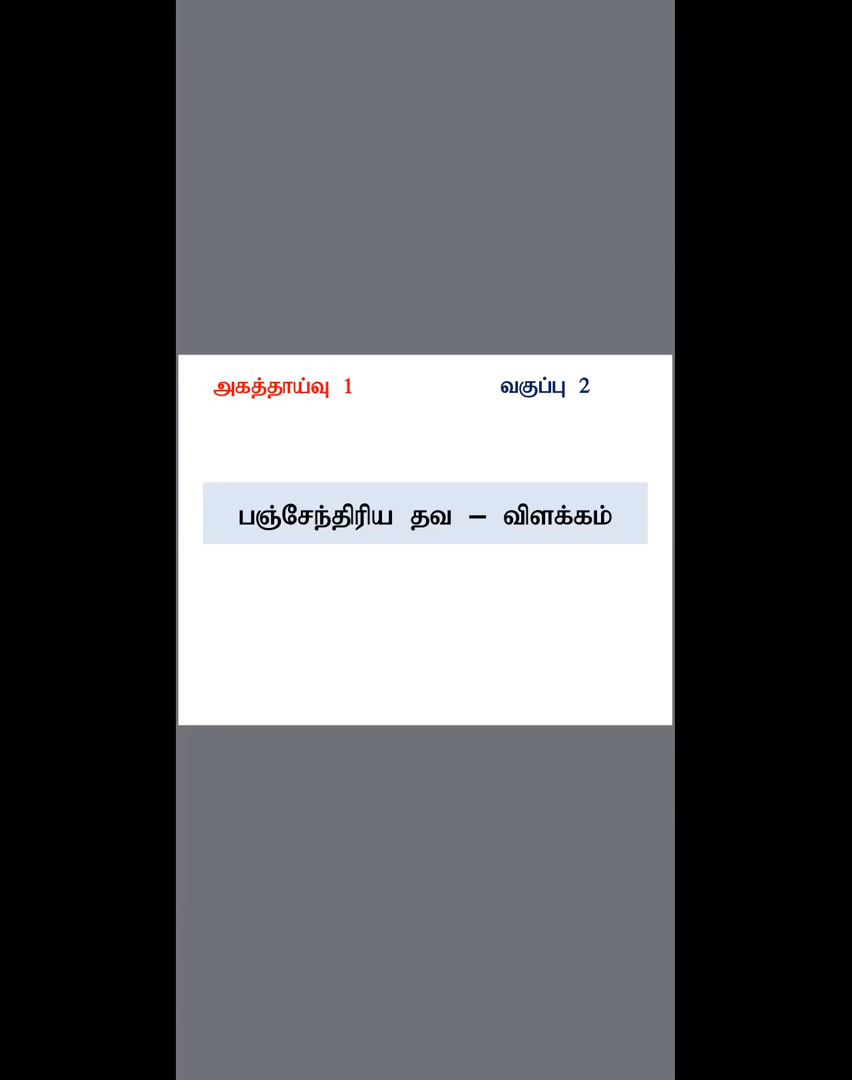 அகத்தாய்வு 1 வகுப்பு 2
பஞ்சேந்திரிய தவ – விளக்கம்